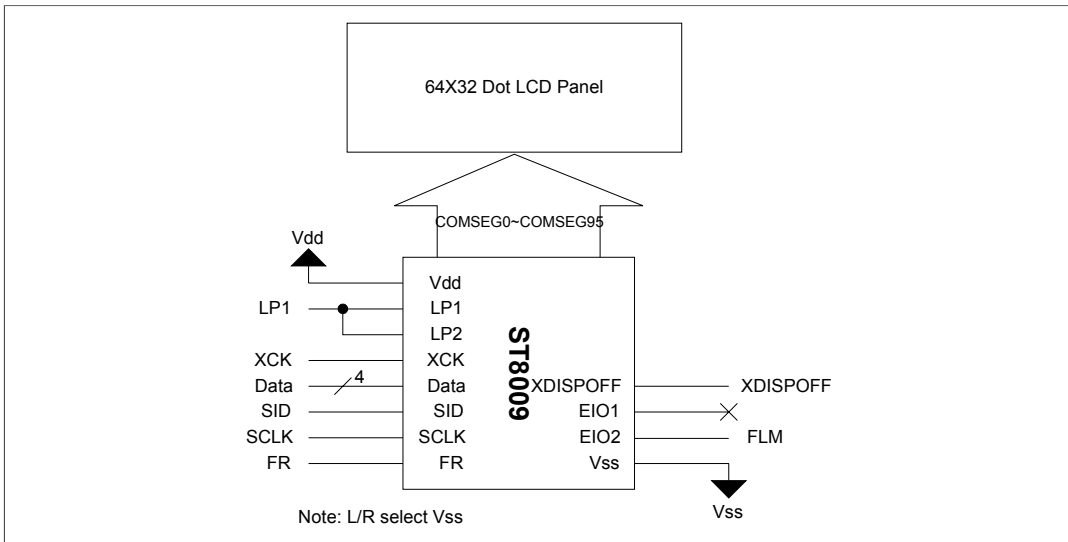 64X32 Dot LCD Panel
COMSEG0~COMSEG95
Vdd
Vdd
LP1
LP1
LP2
XCK
XCK
Data
4
Data
SID
SID
SCLK
SCLK
FR
FR
ST8009
XDISPOFF
XDISPOFF
EIO1
EIO2
FLM
Vss
Vss
Note: L/R select Vss